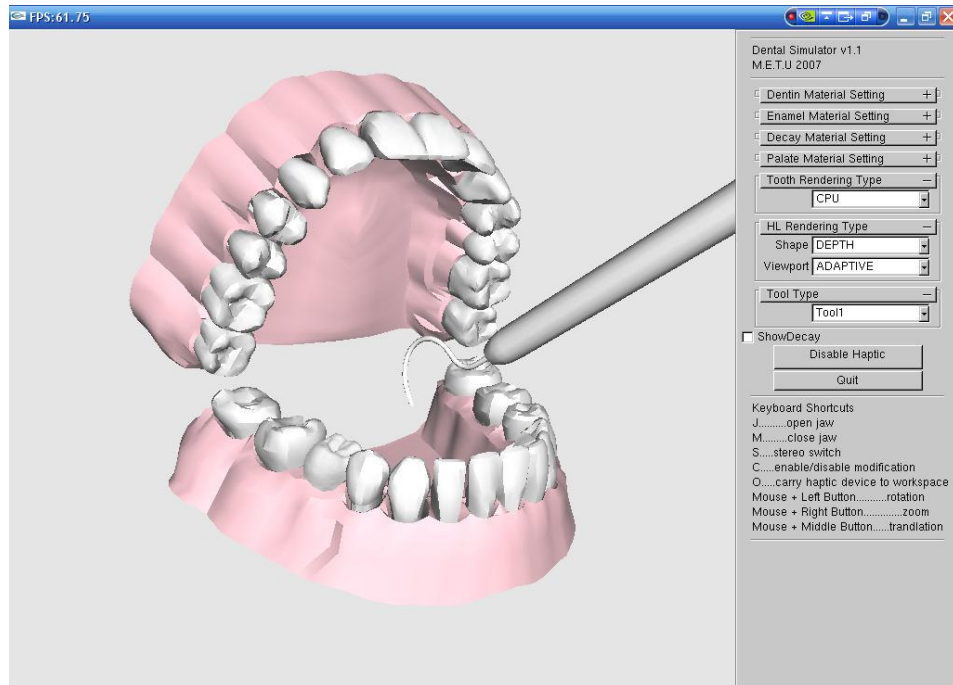 FPS:61.75
Dental Simulator v1.1
M.E.T.U 2007
Dentin Material Setting +
Enamel Material Setting +
Decay Material Setting +
Palate Material Setting +
Tooth Rendering Type −
CPU
HL Rendering Type −
Shape DEPTH
Viewport ADAPTIVE
Tool Type −
Tool1
ShowDecay
Disable Haptic
Quit
Keyboard Shortcuts
J.........open jaw
M........close jaw
S.....stereo switch
C.....enable/disable modification
O.....carry haptic device to workspace
Mouse + Left Button..........rotation
Mouse + Right Button..............zoom
Mouse + Middle Button.....trandlation